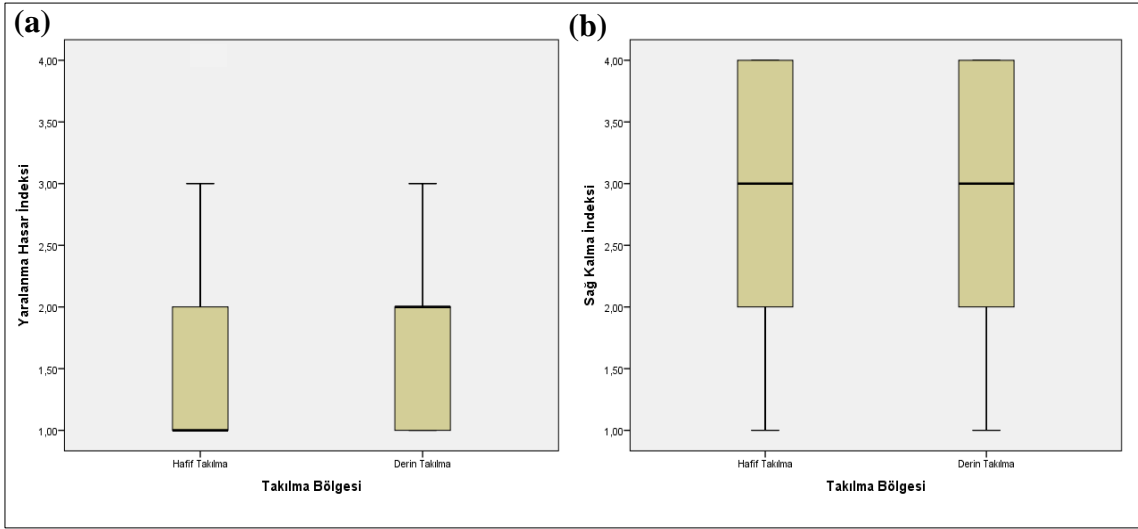 (a)
4,00
3,50
3,00
2,50
2,00
1,50
1,00
Yaralanma Hasar İndeksi
Hafif Takılma
Derin Takılma
Takılma Bölgesi
(b)
4,00
3,50
3,00
2,50
2,00
1,50
1,00
Sağ Kalma İndeksi
Hafif Takılma
Derin Takılma
Takılma Bölgesi